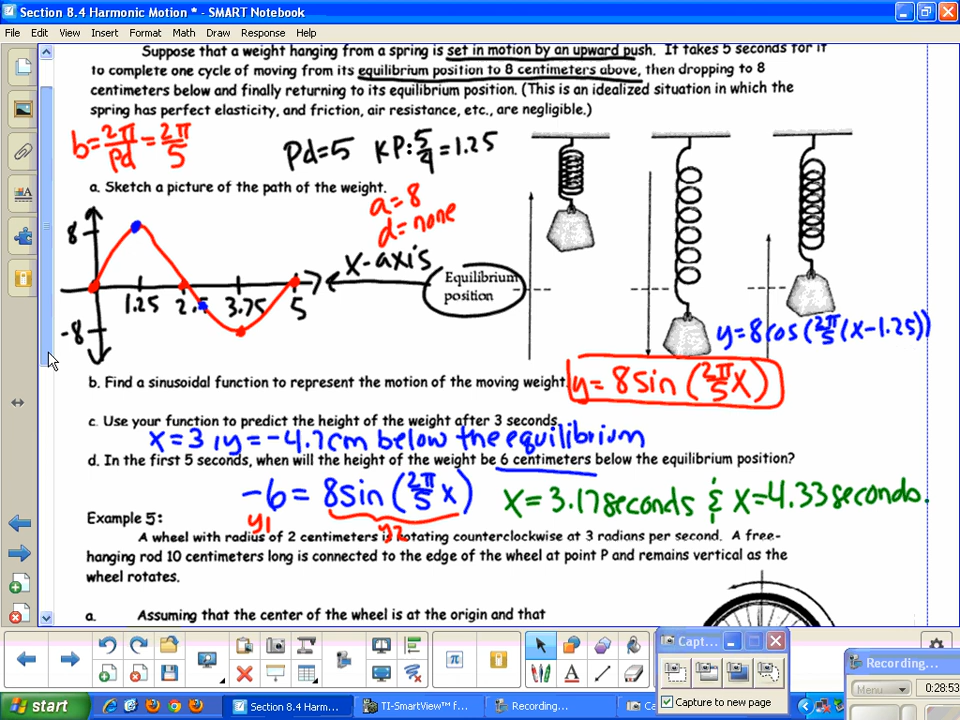 Section 8.4 Harmonic Motion * - SMART Notebook
File Edit View Insert Format Math Draw Response Help
Suppose that a weight hanging from a spring is set in motion by an upward push. It takes 5 seconds for it
to complete one cycle of moving from its equilibrium position to 8 centimeters above, then dropping to 8
centimeters below and finally returning to its equilibrium position. (This is an idealized situation in which the
spring has perfect elasticity, and friction, air resistance, etc., are negligible.)
b=2π/pd=2π/5
Pd=5 KP:5/4=1.25
a. Sketch a picture of the path of the weight.
a=8
d=none
8
x-axis
Equilibrium
position
1.25 2.5 3.75 5
-8
y=8cos(2π/5(x-1.25))
b. Find a sinusoidal function to represent the motion of the moving weight.
y=8sin(2π/5x)
c. Use your function to predict the height of the weight after 3 seconds.
x=3, y=-4.7cm below the equilibrium
d. In the first 5 seconds, when will the height of the weight be 6 centimeters below the equilibrium position?
-6=8sin(2π/5x)
y1 y2
x=3.17seconds & x=4.33seconds.
Example 5:
A wheel with radius of 2 centimeters is rotating counterclockwise at 3 radians per second. A free-
hanging rod 10 centimeters long is connected to the edge of the wheel at point P and remains vertical as the
wheel rotates.
a. Assuming that the center of the wheel is at the origin and that
Capt...
Capture to new page
Recording...
Menu
0:28:53
start
Section 8.4 Harm...
TI-SmartView™ f...
Recording...